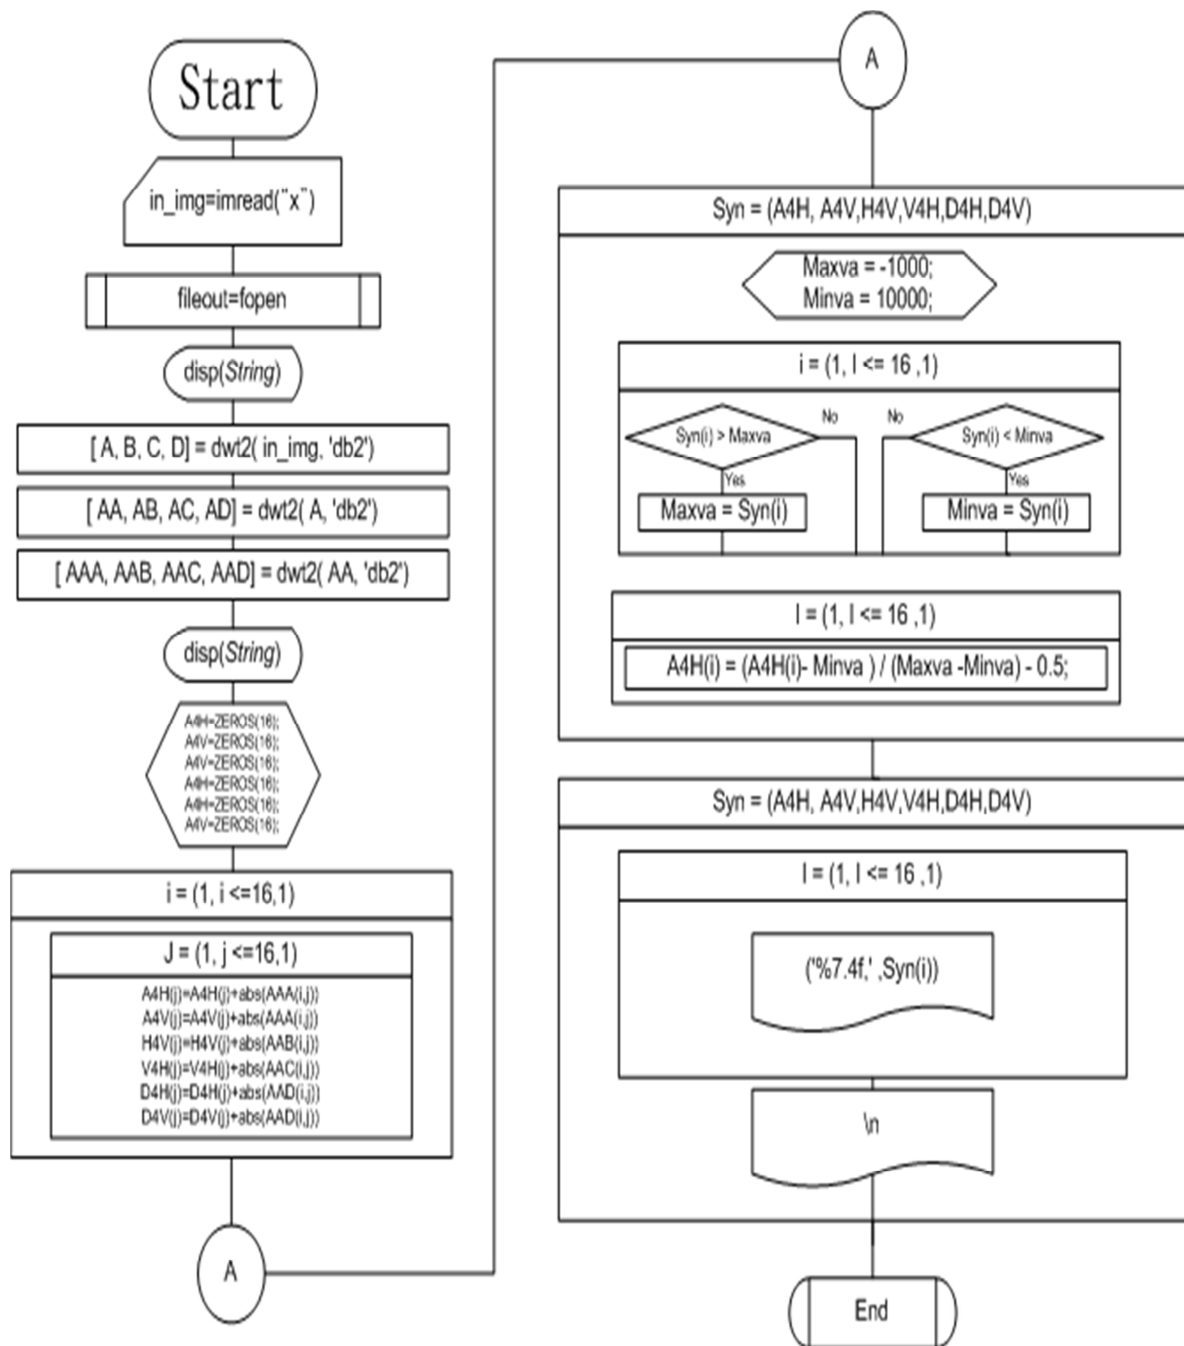 Start
in_img=imread("x")
fileout=fopen
disp(String)
[ A, B, C, D] = dwt2( in_img, 'db2')
[ AA, AB, AC, AD] = dwt2( A, 'db2')
[ AAA, AAB, AAC, AAD] = dwt2( AA, 'db2')
disp(String)
A4H=ZEROS(16);
A4V=ZEROS(16);
A4V=ZEROS(16);
A4H=ZEROS(16);
A4H=ZEROS(16);
A4V=ZEROS(16);
i = (1, i <=16,1)
J = (1, j <=16,1)
A4H(j)=A4H(j)+abs(AAA(i,j))
A4V(j)=A4V(j)+abs(AAA(i,j))
H4V(j)=H4V(j)+abs(AAB(i,j))
V4H(j)=V4H(j)+abs(AAC(i,j))
D4H(j)=D4H(j)+abs(AAD(i,j))
D4V(j)=D4V(j)+abs(AAD(i,j))
A
A
Syn = (A4H, A4V,H4V,V4H,D4H,D4V)
Maxva = -1000;
Minva = 10000;
i = (1, I <= 16 ,1)
Syn(i) > Maxva
No
No
Syn(i) < Minva
Yes
Yes
Maxva = Syn(i)
Minva = Syn(i)
I = (1, I <= 16 ,1)
A4H(i) = (A4H(i)- Minva ) / (Maxva -Minva) - 0.5;
Syn = (A4H, A4V,H4V,V4H,D4H,D4V)
I = (1, I <= 16 ,1)
('%7.4f,' ,Syn(i))
\n
End